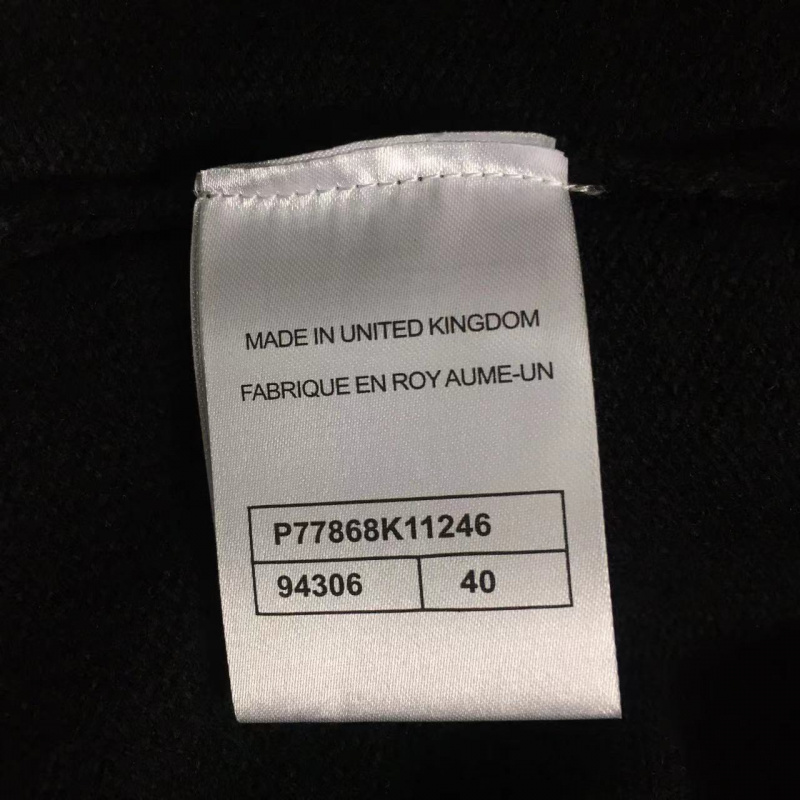 MADE IN UNITED KINGDOM
FABRIQUE EN ROY AUME-UN
P77868K11246
94306 40